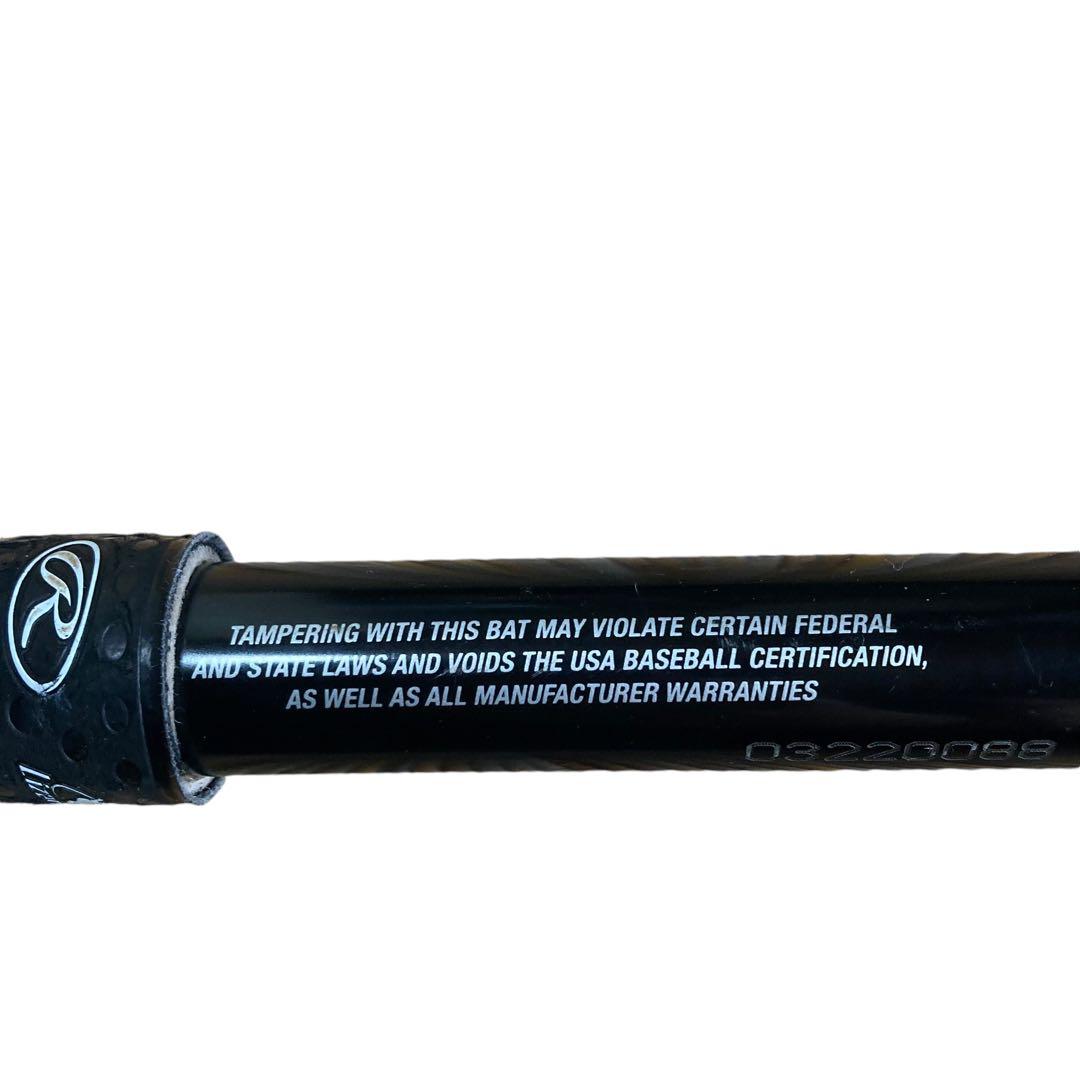 R
TAMPERING WITH THIS BAT MAY VIOLATE CERTAIN FEDERAL
AND STATE LAWS AND VOIDS THE USA BASEBALL CERTIFICATION,
AS WELL AS ALL MANUFACTURER WARRANTIES
03220088